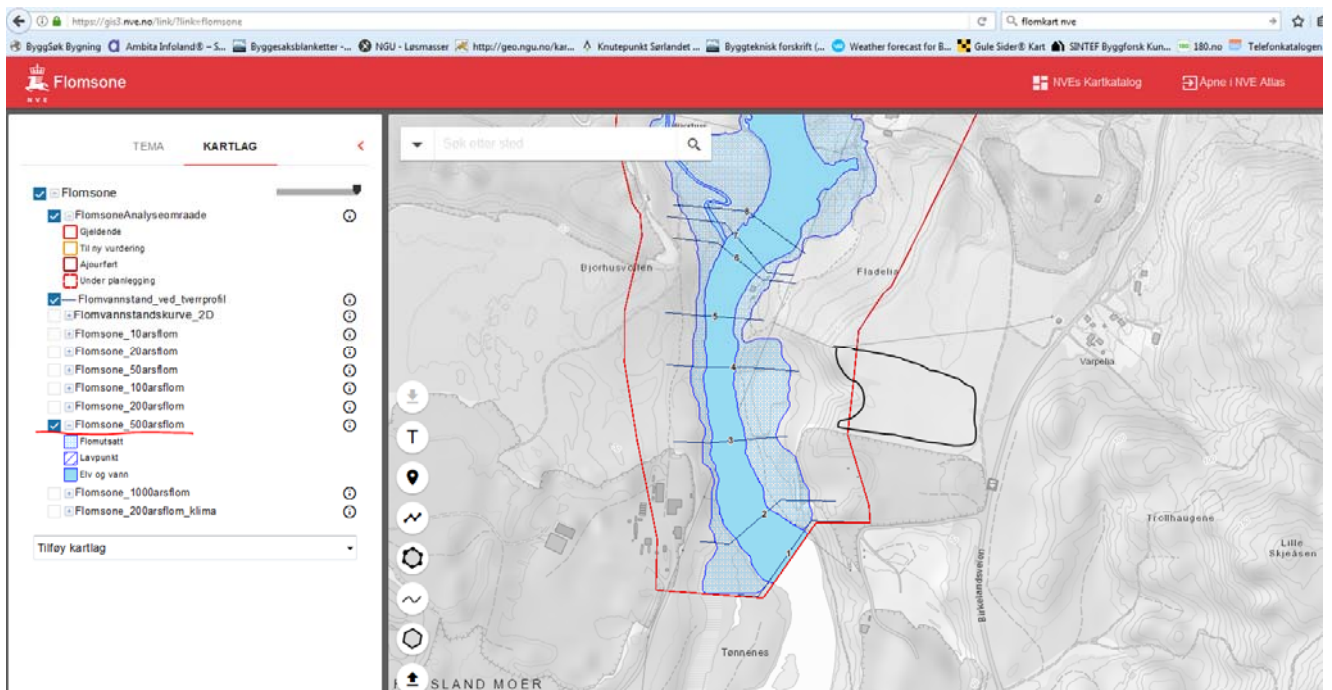 https://gis3.nve.no/link/?link=flomsone
flomkart nve
ByggSøk Bygning
Ambita Infoland® – S...
Byggesaksblanketter -...
NGU - Løsmasser
http://geo.ngu.no/kar...
Knutepunkt Sørlandet ...
Byggteknisk forskrift (...
Weather forecast for B...
Gule Sider® Kart
SINTEF Byggforsk Kun...
180.no
Telefonkatalogen
NVE
Flomsone
NVEs Kartkatalog
Åpne i NVE Atlas
TEMA
KARTLAG
Flomsone
FlomsoneAnalyseomraade
Gjeldende
Til ny vurdering
Ajourført
Under planlegging
Flomvannstand_ved_tverrprofil
Flomvannstandskurve_2D
Flomsone_10arsflom
Flomsone_20arsflom
Flomsone_50arsflom
Flomsone_100arsflom
Flomsone_200arsflom
Flomsone_500arsflom
Flomutsatt
Lavpunkt
Elv og vann
Flomsone_1000arsflom
Flomsone_200arsflom_klima
Tilføy kartlag
Søk etter sted
8
7
6
Bjorhusvollen
Fladelia
5
Varpelia
4
3
T
2
1
Trollhaugene
Lille
Skjeåsen
Birkelandsveien
Tønnenes
SLAND MOER